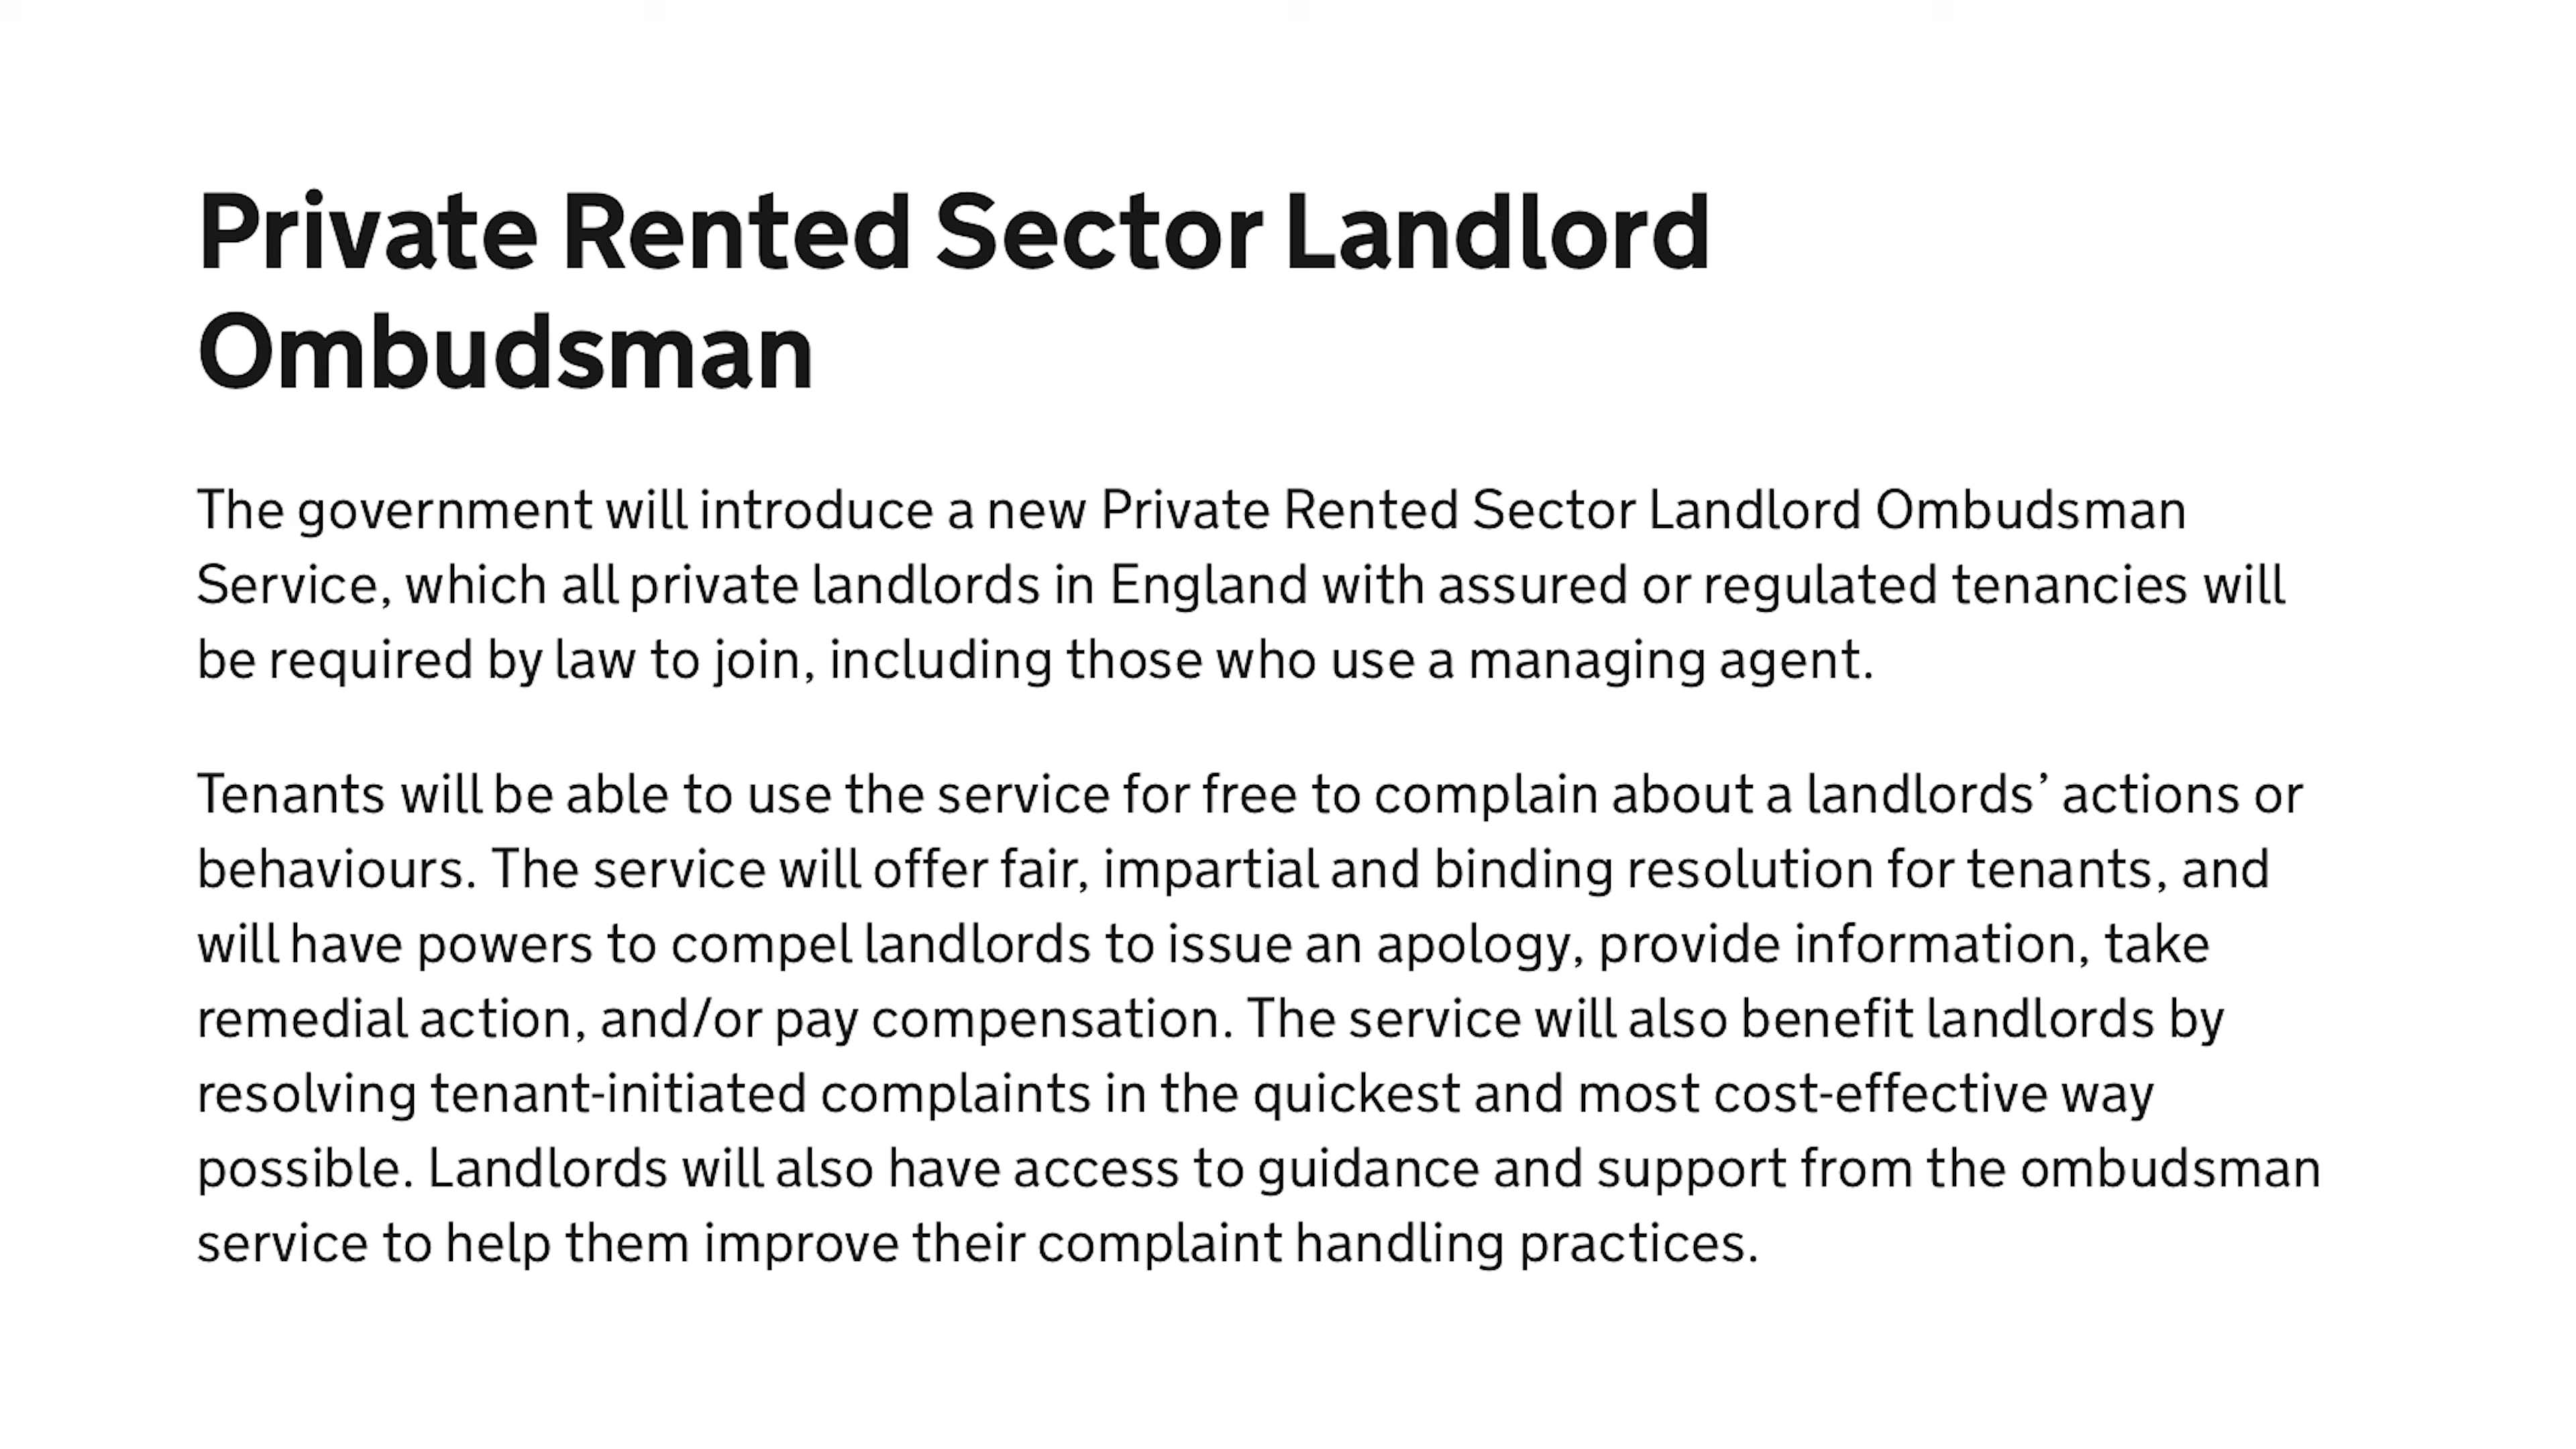 Private Rented Sector Landlord
Ombudsman
The government will introduce a new Private Rented Sector Landlord Ombudsman
Service, which all private landlords in England with assured or regulated tenancies will
be required by law to join, including those who use a managing agent.
Tenants will be able to use the service for free to complain about a landlords’ actions or
behaviours. The service will offer fair, impartial and binding resolution for tenants, and
will have powers to compel landlords to issue an apology, provide information, take
remedial action, and/or pay compensation. The service will also benefit landlords by
resolving tenant-initiated complaints in the quickest and most cost-effective way
possible. Landlords will also have access to guidance and support from the ombudsman
service to help them improve their complaint handling practices.